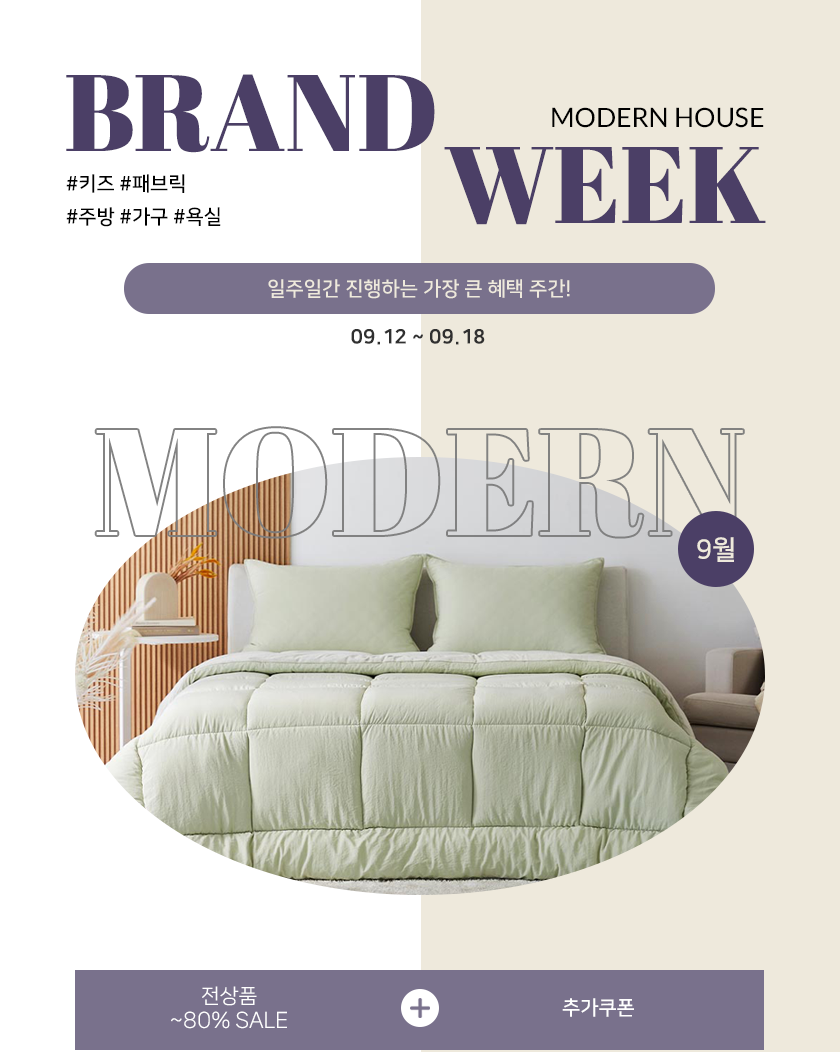 BRAND
MODERN HOUSE
WEEK
#키즈 #패브릭
#주방 #가구 #욕실
일주일간 진행하는 가장 큰 혜택 주간!
09.12 ~ 09.18
MODERN
9월
전상품
~80% SALE
+
추가쿠폰